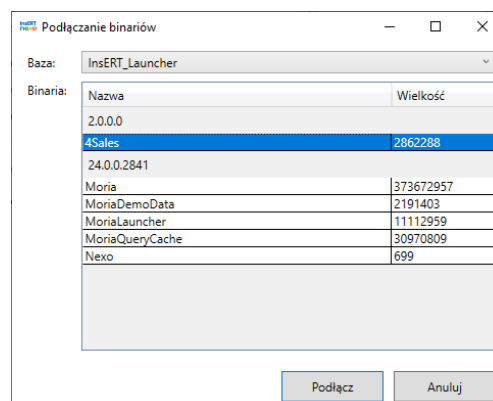 InsERT nexo Podłączanie binariów
Baza: InsERT_Launcher
Binaria: Nazwa Wielkość
2.0.0.0
4Sales 2862288
24.0.0.2841
Moria 373672957
MoriaDemoData 2191403
MoriaLauncher 11112959
MoriaQueryCache 30970809
Nexo 699
Podłącz Anuluj